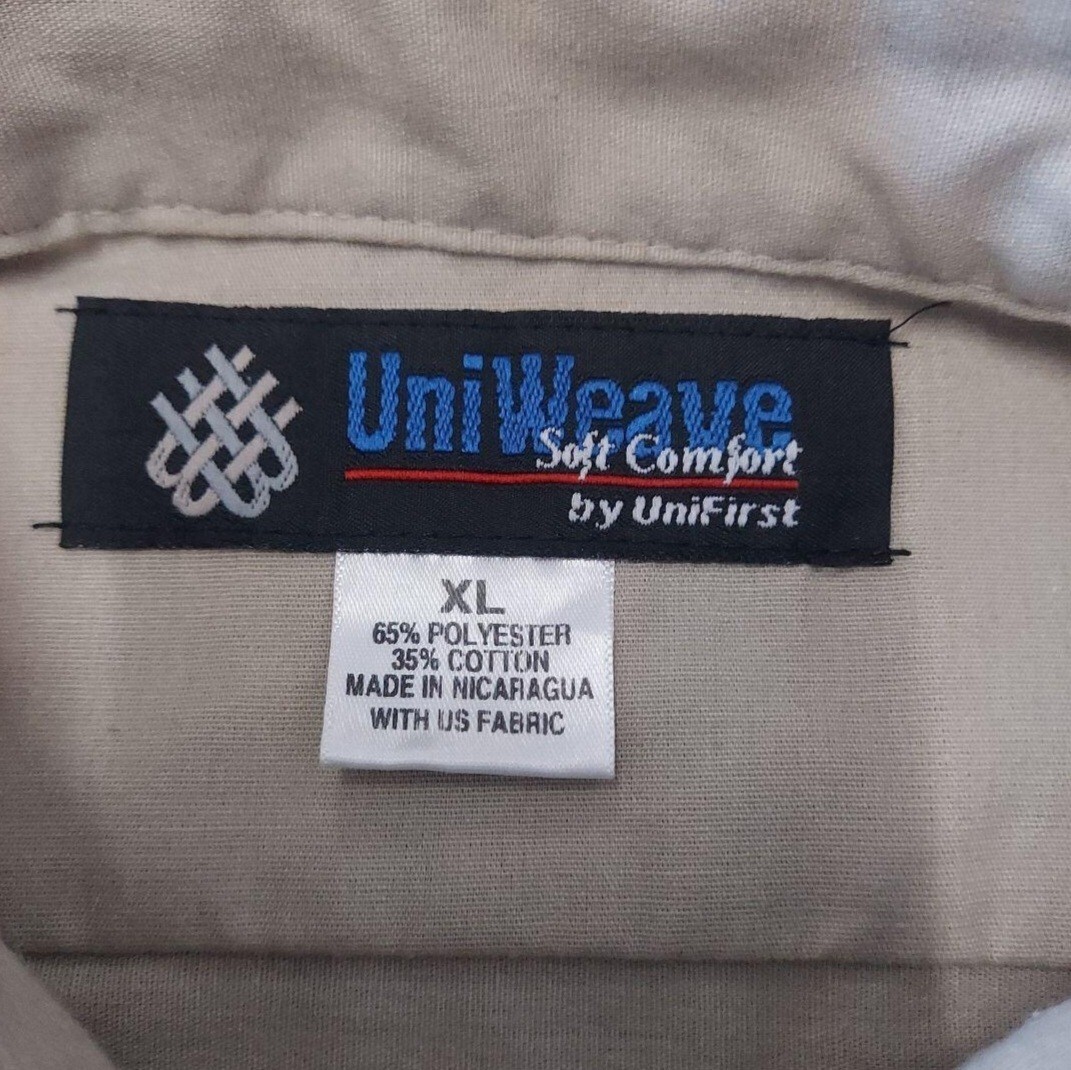 UniWeave
Soft Comfort
by UniFirst
XL
65% POLYESTER
35% COTTON
MADE IN NICARAGUA
WITH US FABRIC